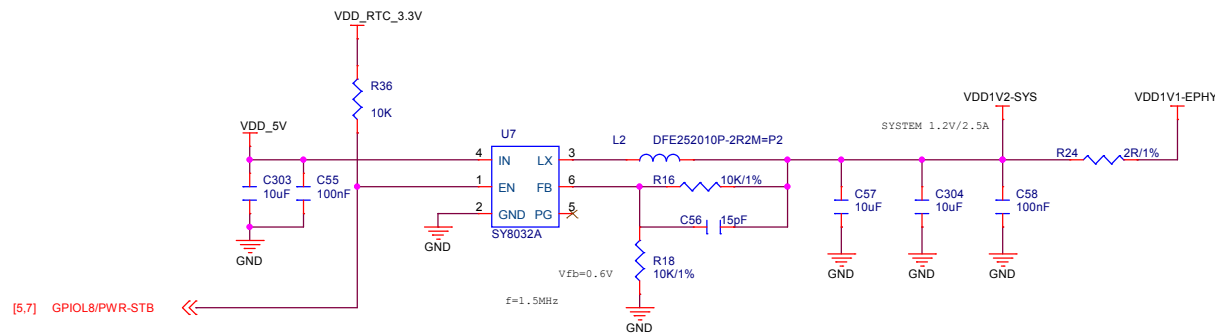 VDD_RTC_3.3V
R36
10K
VDD_5V
C303
10uF
C55
100nF
GND
U7
4 IN LX 3
1 EN FB 6
2 GND PG 5
SY8032A
GND
L2 DFE252010P-2R2M=P2
R16 10K/1%
C56 15pF
R18
10K/1%
Vfb=0.6V
f=1.5MHz
GND
VDD1V2-SYS
SYSTEM 1.2V/2.5A
VDD1V1-EPHY
R24 2R/1%
C57
10uF
C304
10uF
C58
100nF
GND
GND
GND
[5,7] GPIOL8/PWR-STB